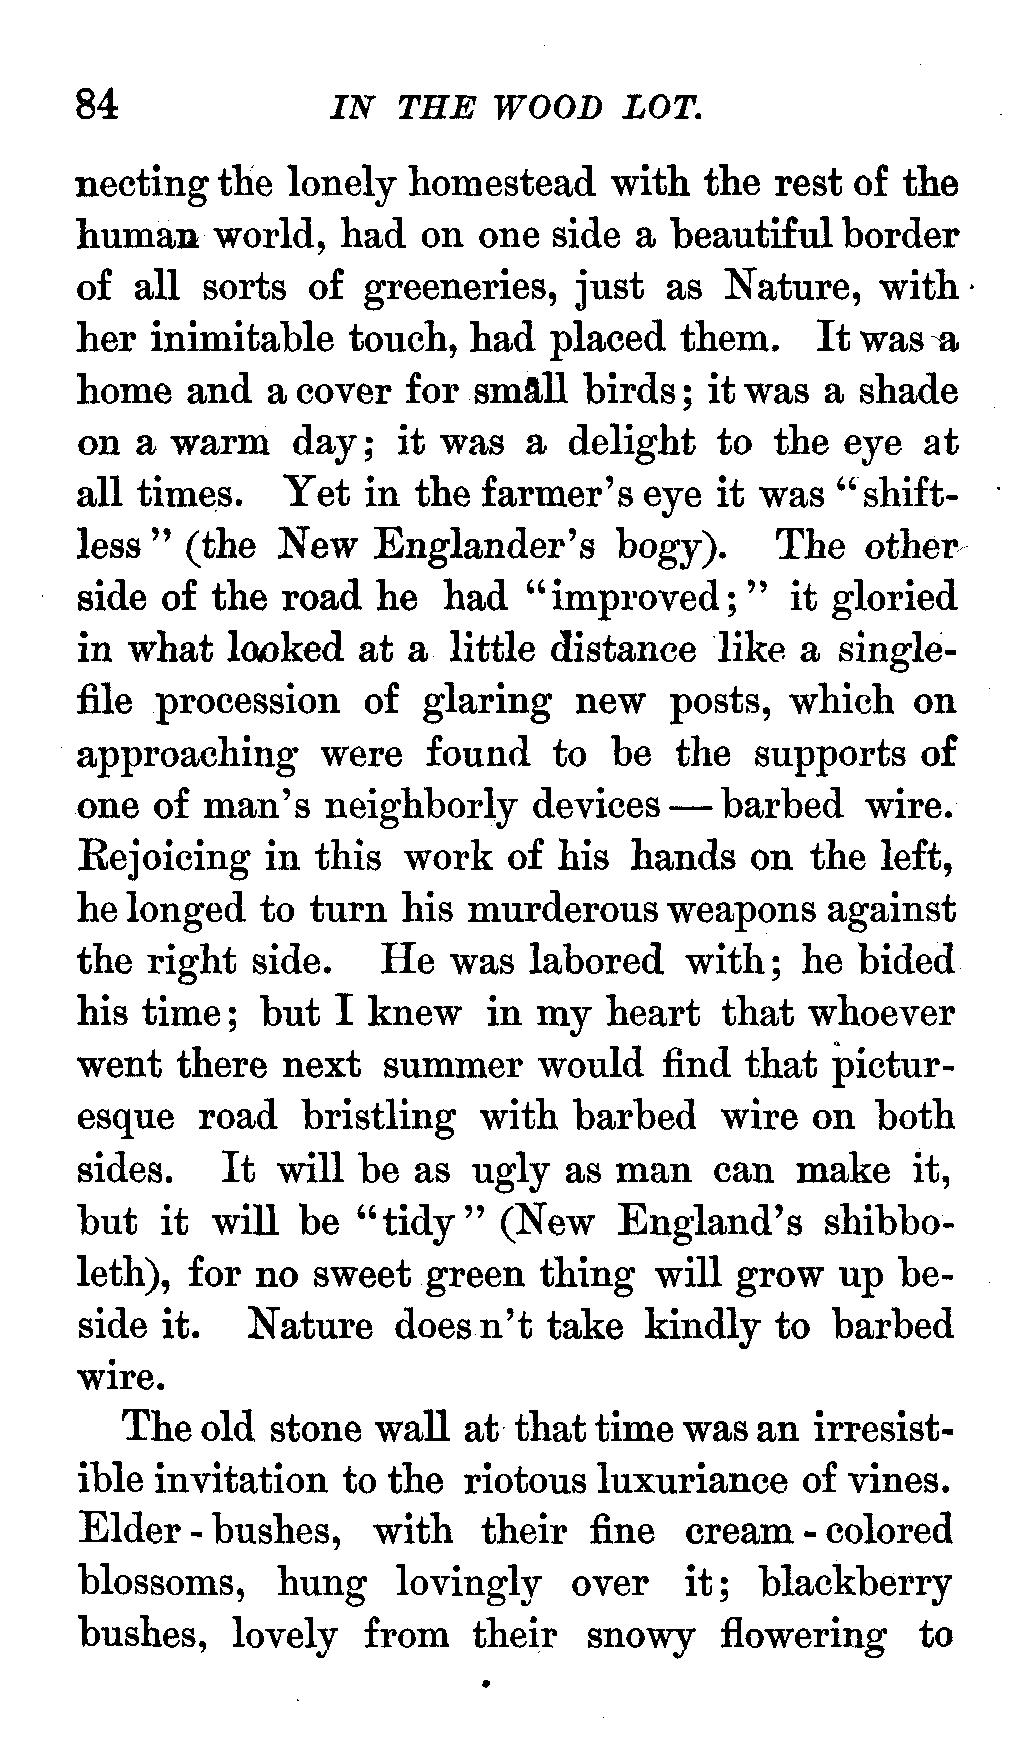 84 IN THE WOOD LOT.
necting the lonely homestead with the rest of the
human world, had on one side a beautiful border
of all sorts of greeneries, just as Nature, with
her inimitable touch, had placed them. It was a
home and a cover for small birds; it was a shade
on a warm day; it was a delight to the eye at
all times. Yet in the farmer's eye it was "shift-
less" (the New Englander's bogy). The other
side of the road he had "improved;" it gloried
in what looked at a little distance like a single-
file procession of glaring new posts, which on
approaching were found to be the supports of
one of man's neighborly devices — barbed wire.
Rejoicing in this work of his hands on the left,
he longed to turn his murderous weapons against
the right side. He was labored with; he bided
his time; but I knew in my heart that whoever
went there next summer would find that pictur-
esque road bristling with barbed wire on both
sides. It will be as ugly as man can make it,
but it will be "tidy" (New England's shibbo-
leth), for no sweet green thing will grow up be-
side it. Nature does n't take kindly to barbed
wire.
The old stone wall at that time was an irresist-
ible invitation to the riotous luxuriance of vines.
Elder-bushes, with their fine cream-colored
blossoms, hung lovingly over it; blackberry
bushes, lovely from their snowy flowering to